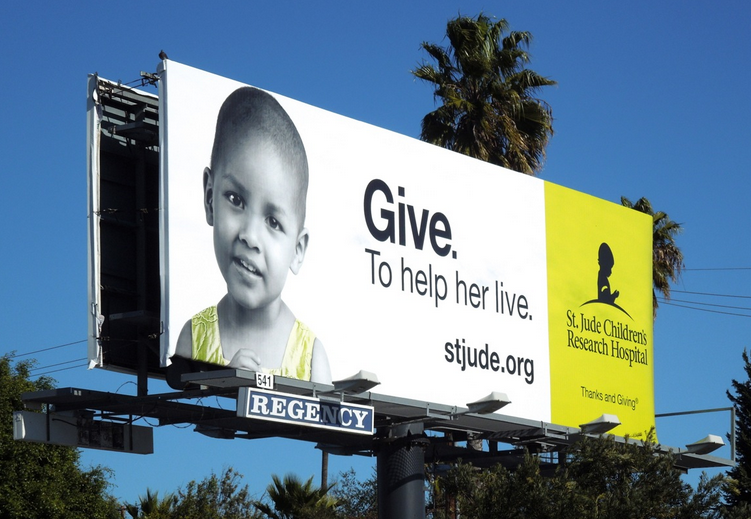 Give.
To help her live.
stjude.org
St. Jude Children's
Research Hospital
Thanks and Giving®
541
REGENCY